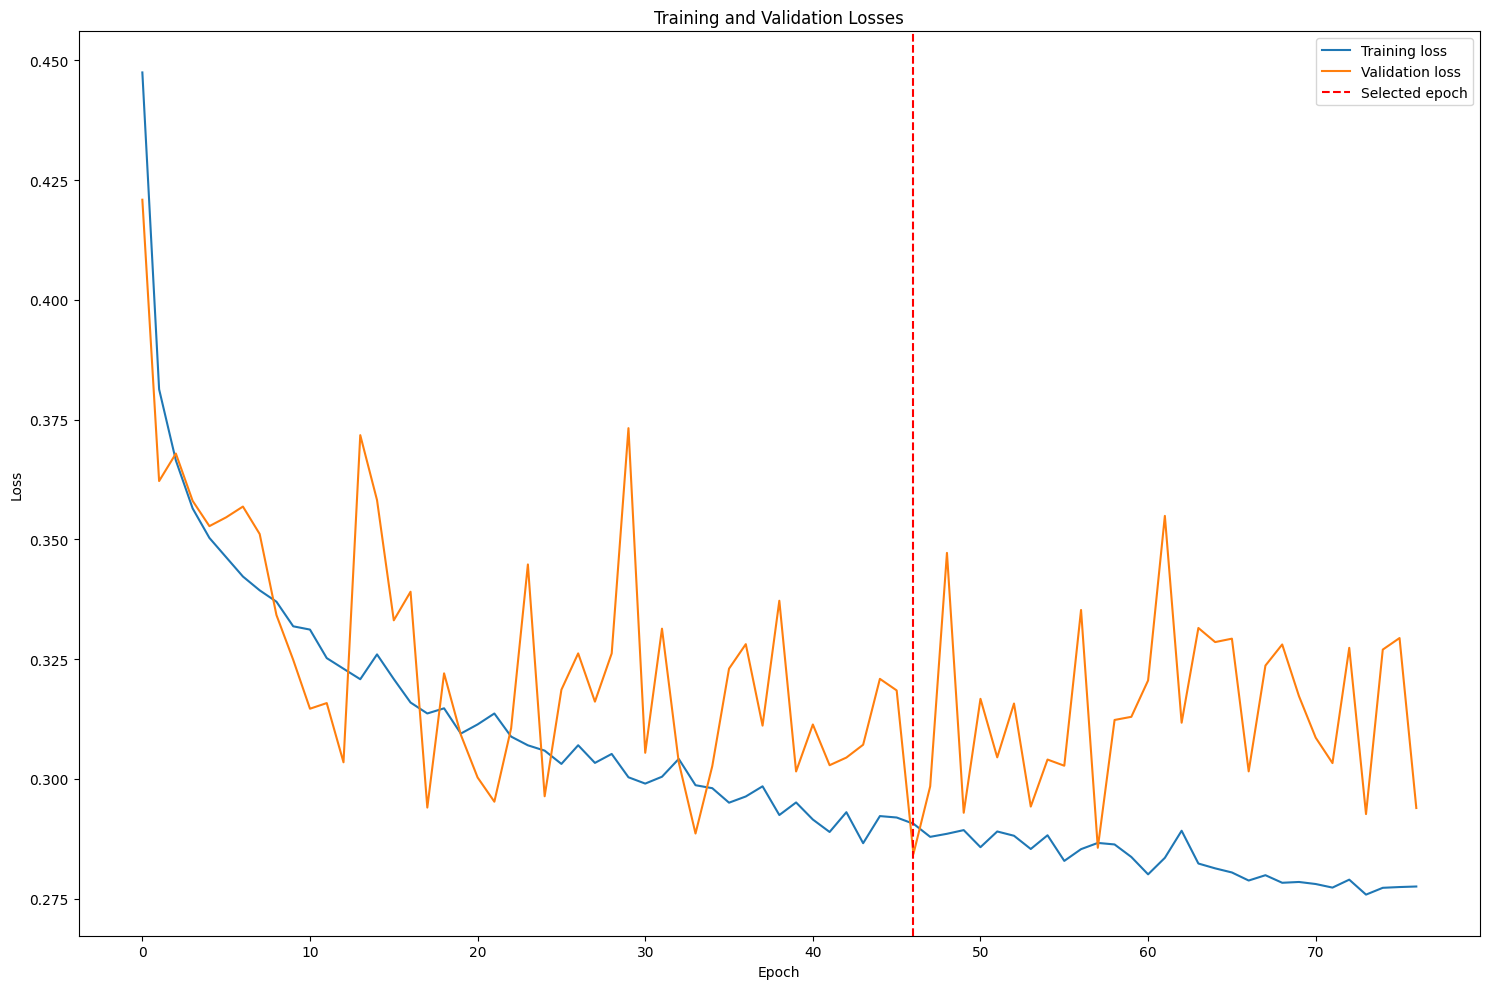 Training and Validation Losses
Training loss
Validation loss
Selected epoch
0.450
0.425
0.400
0.375
0.350
0.325
0.300
0.275
Loss
0 10 20 30 40 50 60 70
Epoch